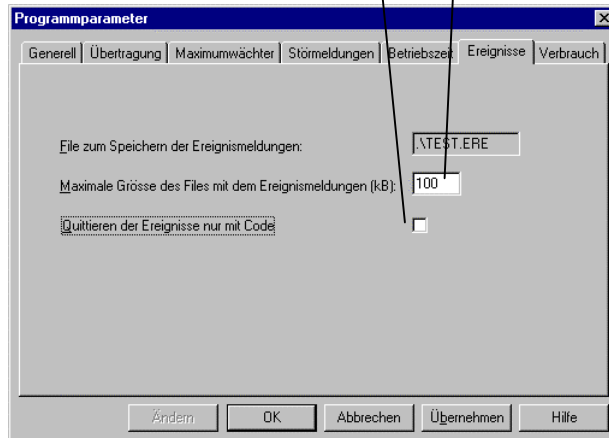 Programmparameter
Generell Übertragung Maximumwächter Störmeldungen Betriebszeit Ereignisse Verbrauch
File zum Speichern der Ereignismeldungen: .\TEST.ERE
Maximale Grösse des Files mit dem Ereignismeldungen (kB): 100
Quittieren der Ereignisse nur mit Code
Ändern OK Abbrechen Übernehmen Hilfe